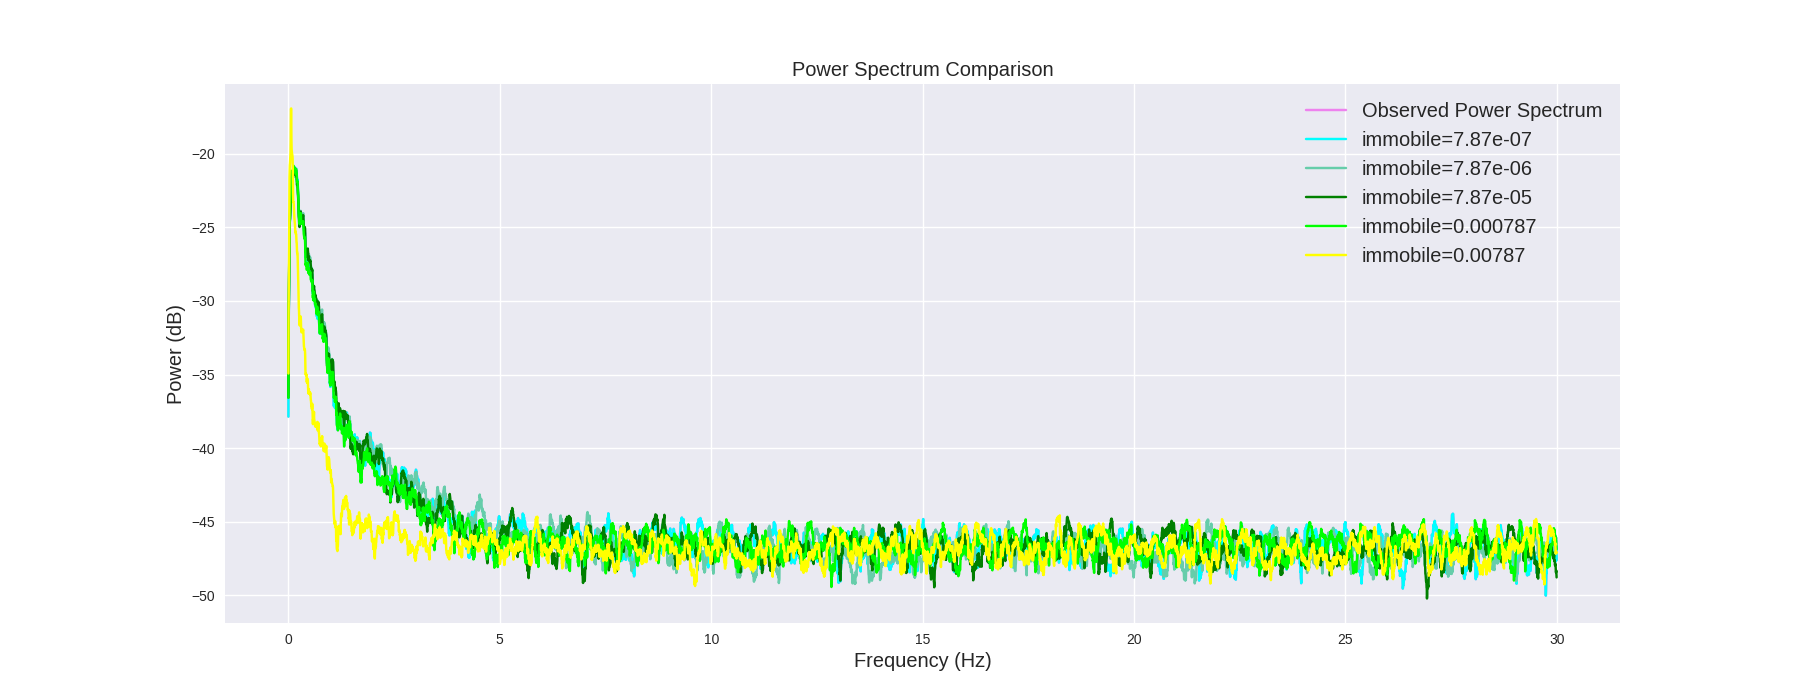 Power Spectrum Comparison
Observed Power Spectrum
immobile=7.87e-07
immobile=7.87e-06
immobile=7.87e-05
immobile=0.000787
immobile=0.00787
Power (dB)
−20
−25
−30
−35
−40
−45
−50
0 5 10 15 20 25 30
Frequency (Hz)